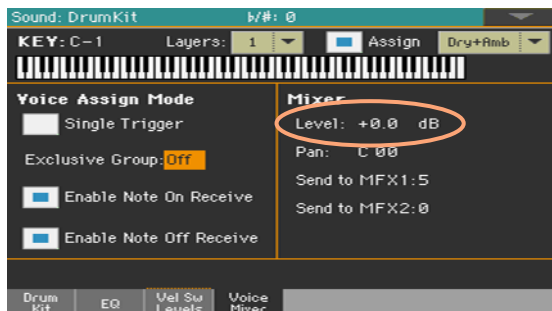 Sound: DrumKit ♭/#: 0
KEY: C-1 Layers: 1 Assign Dry+Amb
Voice Assign Mode
Single Trigger
Exclusive Group: Off
Enable Note On Receive
Enable Note Off Receive
Mixer
Level: +0.0 dB
Pan: C 00
Send to MFX1:5
Send to MFX2:0
Drum Kit
EQ
Vel Sw Levels
Voice Mixer